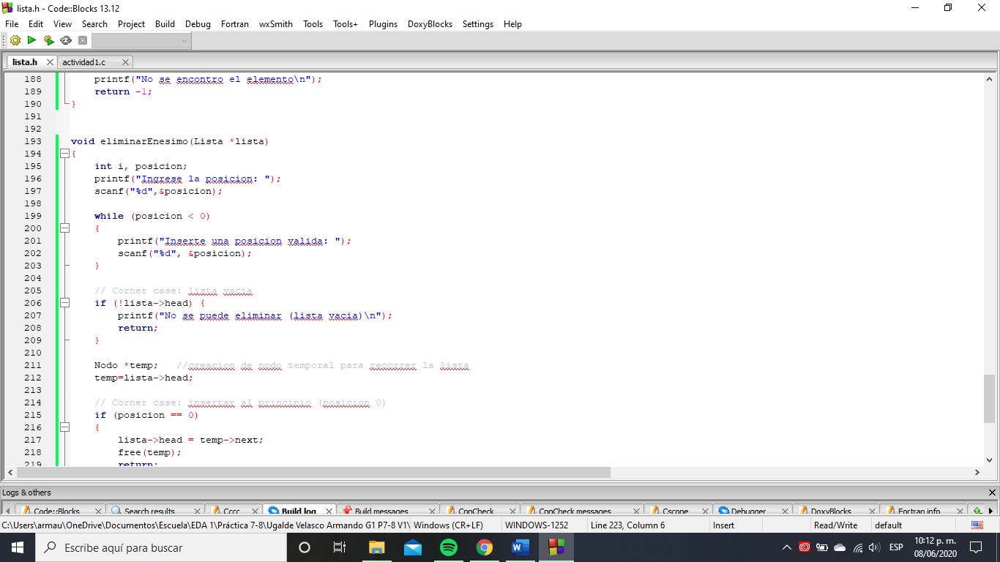 lista.h - Code::Blocks 13.12
File Edit View Search Project Build Debug Fortran wxSmith Tools Tools+ Plugins DoxyBlocks Settings Help
lista.h actividad1.c
188 printf("No se encontro el elemento\n");
189 return -1;
190 }
191
192
193 void eliminarEnesimo(Lista *lista)
194 {
195 int i, posicion;
196 printf("Ingrese la posicion: ");
197 scanf("%d",&posicion);
198
199 while (posicion < 0)
200 {
201 printf("Inserte una posicion valida: ");
202 scanf("%d", &posicion);
203 }
204
205 // Corner case: lista vacia
206 if (!lista->head) {
207 printf("No se puede eliminar (lista vacia)\n");
208 return;
209 }
210
211 Nodo *temp; //creacion de nodo temporal para recorrer la lista
212 temp=lista->head;
213
214 // Corner case: insertar al principio (posicion 0)
215 if (posicion == 0)
216 {
217 lista->head = temp->next;
218 free(temp);
219 return;
Logs & others
Code::Blocks Search results Cccc Build log Build messages CppCheck CppCheck messages Cscope Debugger DoxyBlocks Fortran info
C:\Users\armau\OneDrive\Documentos\Escuela\EDA 1\Práctica 7-8\Ugalde Velasco Armando G1 P7-8 V1\ Windows (CR+LF) WINDOWS-1252 Line 223, Column 6 Insert Read/Write default
Escribe aquí para buscar
ESP
10:12 p. m.
08/06/2020